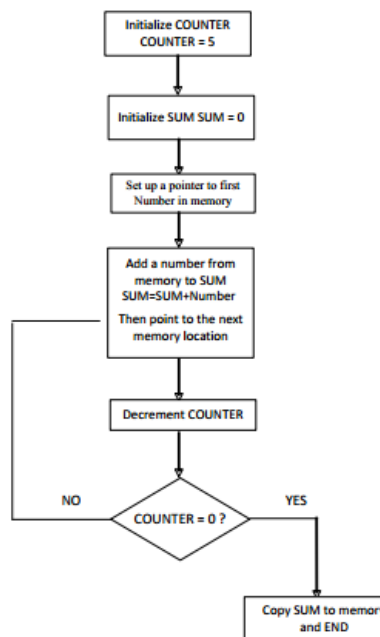 Initialize COUNTER
COUNTER = 5
Initialize SUM SUM = 0
Set up a pointer to first
Number in memory
Add a number from
memory to SUM
SUM=SUM+Number
Then point to the next
memory location
Decrement COUNTER
NO
YES
COUNTER = 0 ?
Copy SUM to memory
and END